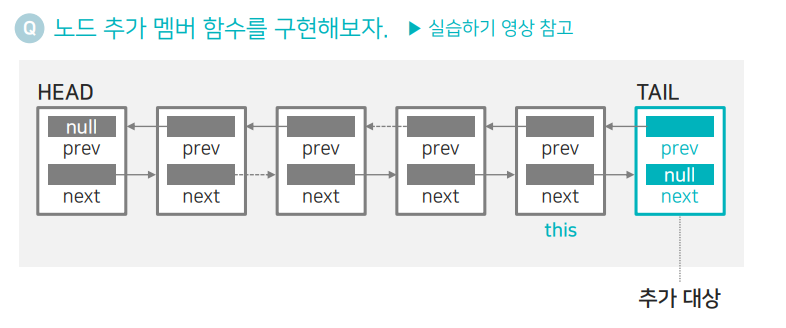 Q 노드 추가 멤버 함수를 구현해보자. ▶ 실습하기 영상 참고
HEAD TAIL
null
prev prev prev prev prev prev
null
next next next next next next
this
추가 대상